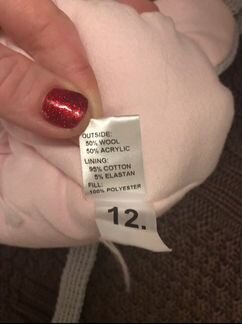 OUTSIDE:
50% WOOL
50% ACRYLIC
LINING:
95% COTTON
5% ELASTAN
FILL:
100% POLYESTER
12.